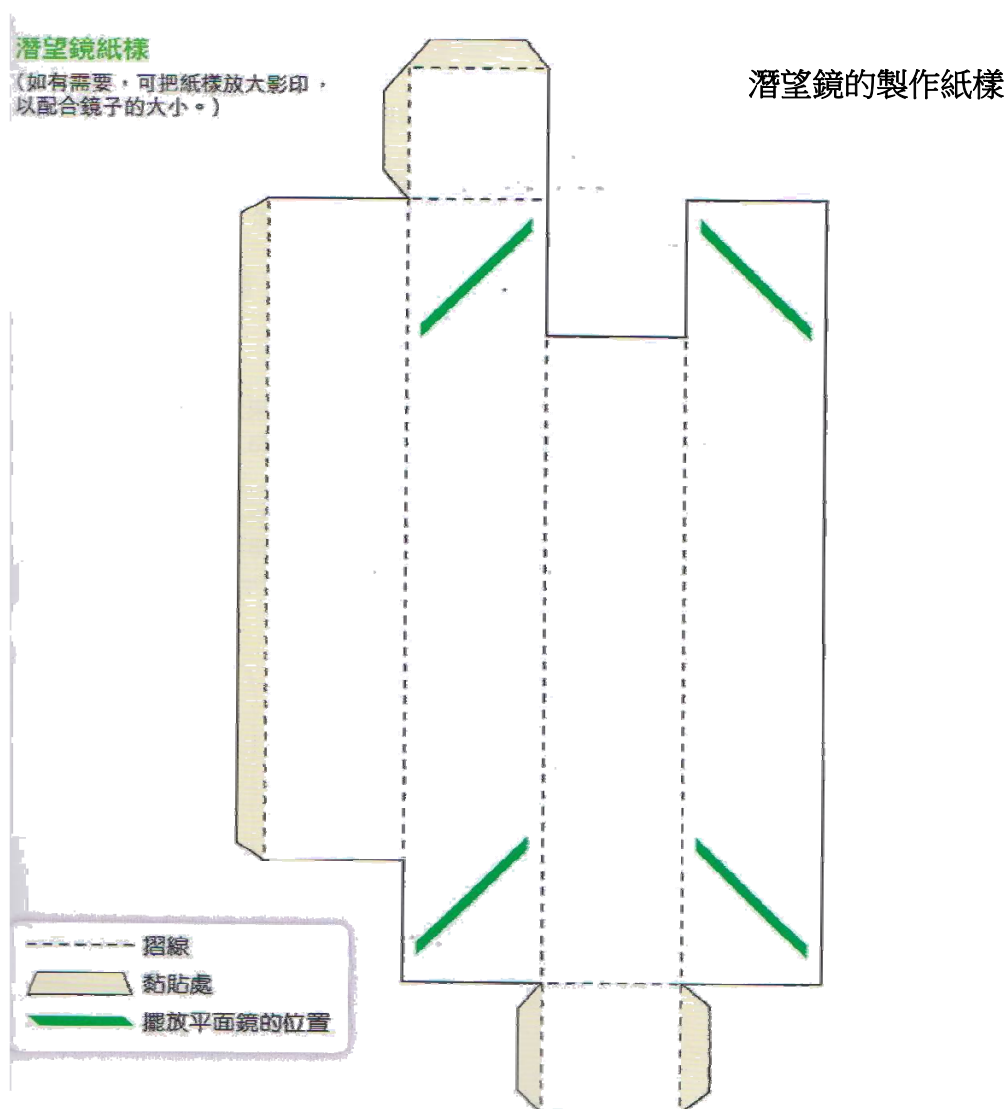 潛望鏡紙樣
（如有需要，可把紙樣放大影印，
以配合鏡子的大小。）
潛望鏡的製作紙樣
摺線
黏貼處
擺放平面鏡的位置